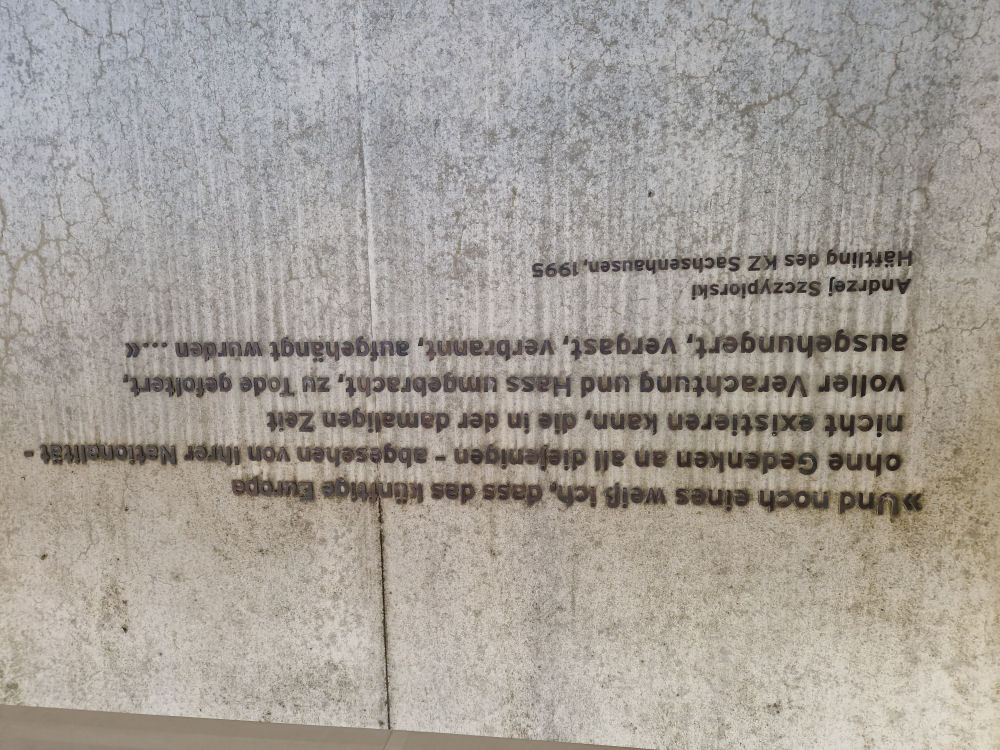 »Und noch eines weiß ich, dass das künftige Europa
ohne Gedenken an all diejenigen - abgesehen von Ihrer Nationalität -
nicht existieren kann, die in der damaligen Zeit
voller Verachtung und Hass umgebracht, zu Tode gefoltert,
ausgehungert, vergast, verbrannt, aufgehängt wurden ...«
Andrzej Szczypiorski
Häftling des KZ Sachsenhausen, 1995